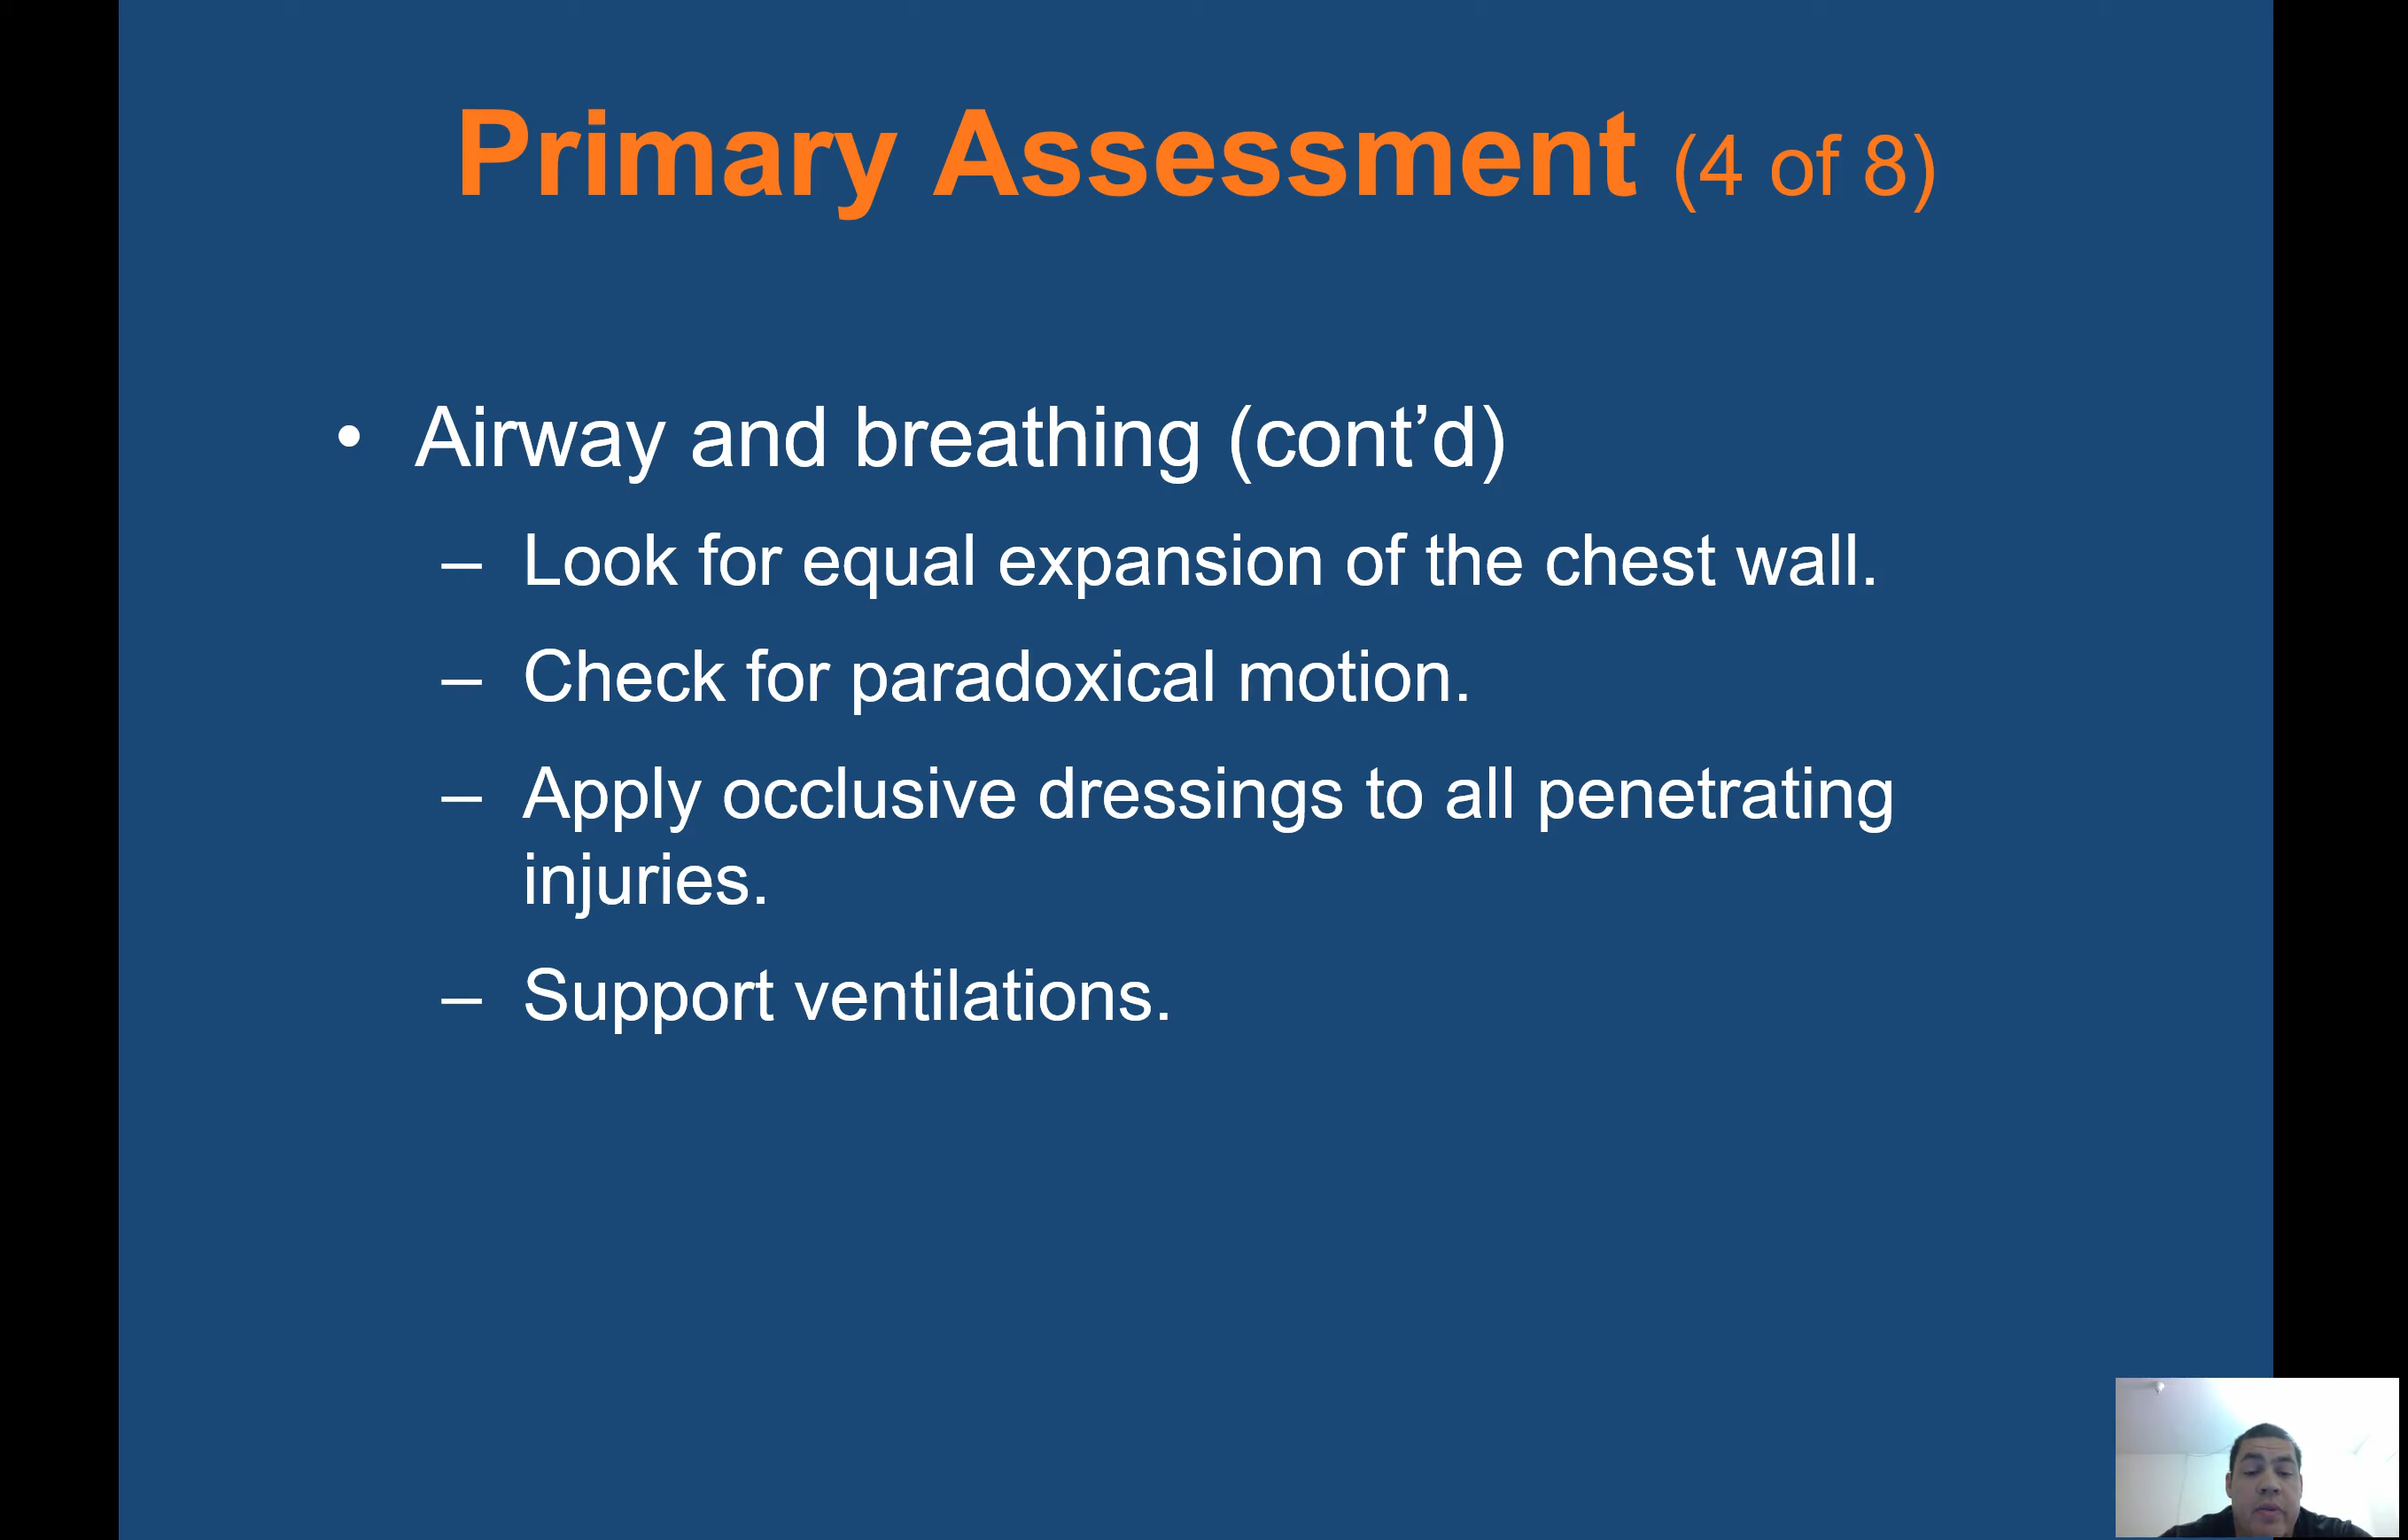 Primary Assessment (4 of 8)
• Airway and breathing (cont’d)
– Look for equal expansion of the chest wall.
– Check for paradoxical motion.
– Apply occlusive dressings to all penetrating
injuries.
– Support ventilations.